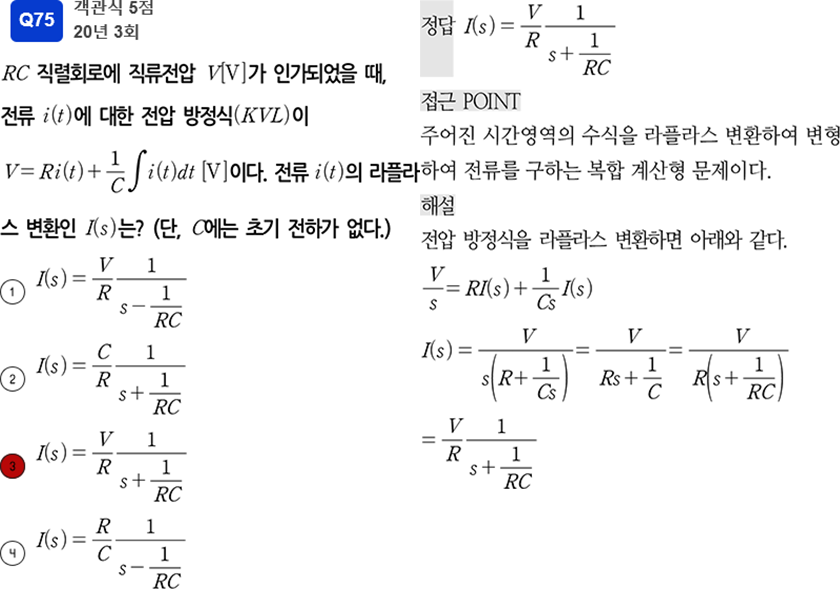 Q75 객관식 5점
20년 3회
RC 직렬회로에 직류전압 V[V]가 인가되었을 때,
전류 i(t)에 대한 전압 방정식(KVL)이
V = Ri(t) + \frac{1}{C}∫i(t)dt [V]이다. 전류 i(t)의 라플라
스 변환인 I(s)는? (단, C에는 초기 전하가 없다.)
① I(s) = \frac{V}{R} \frac{1}{s - \frac{1}{RC}}
② I(s) = \frac{C}{R} \frac{1}{s + \frac{1}{RC}}
3 I(s) = \frac{V}{R} \frac{1}{s + \frac{1}{RC}}
④ I(s) = \frac{R}{C} \frac{1}{s - \frac{1}{RC}}
정답 I(s) = \frac{V}{R} \frac{1}{s + \frac{1}{RC}}
접근 POINT
주어진 시간영역의 수식을 라플라스 변환하여 변형
하여 전류를 구하는 복합 계산형 문제이다.
해설
전압 방정식을 라플라스 변환하면 아래와 같다.
\frac{V}{s} = RI(s) + \frac{1}{Cs}I(s)
I(s) = \frac{V}{s(R + \frac{1}{Cs})} = \frac{V}{Rs + \frac{1}{C}} = \frac{V}{R(s + \frac{1}{RC})}
= \frac{V}{R} \frac{1}{s + \frac{1}{RC}}